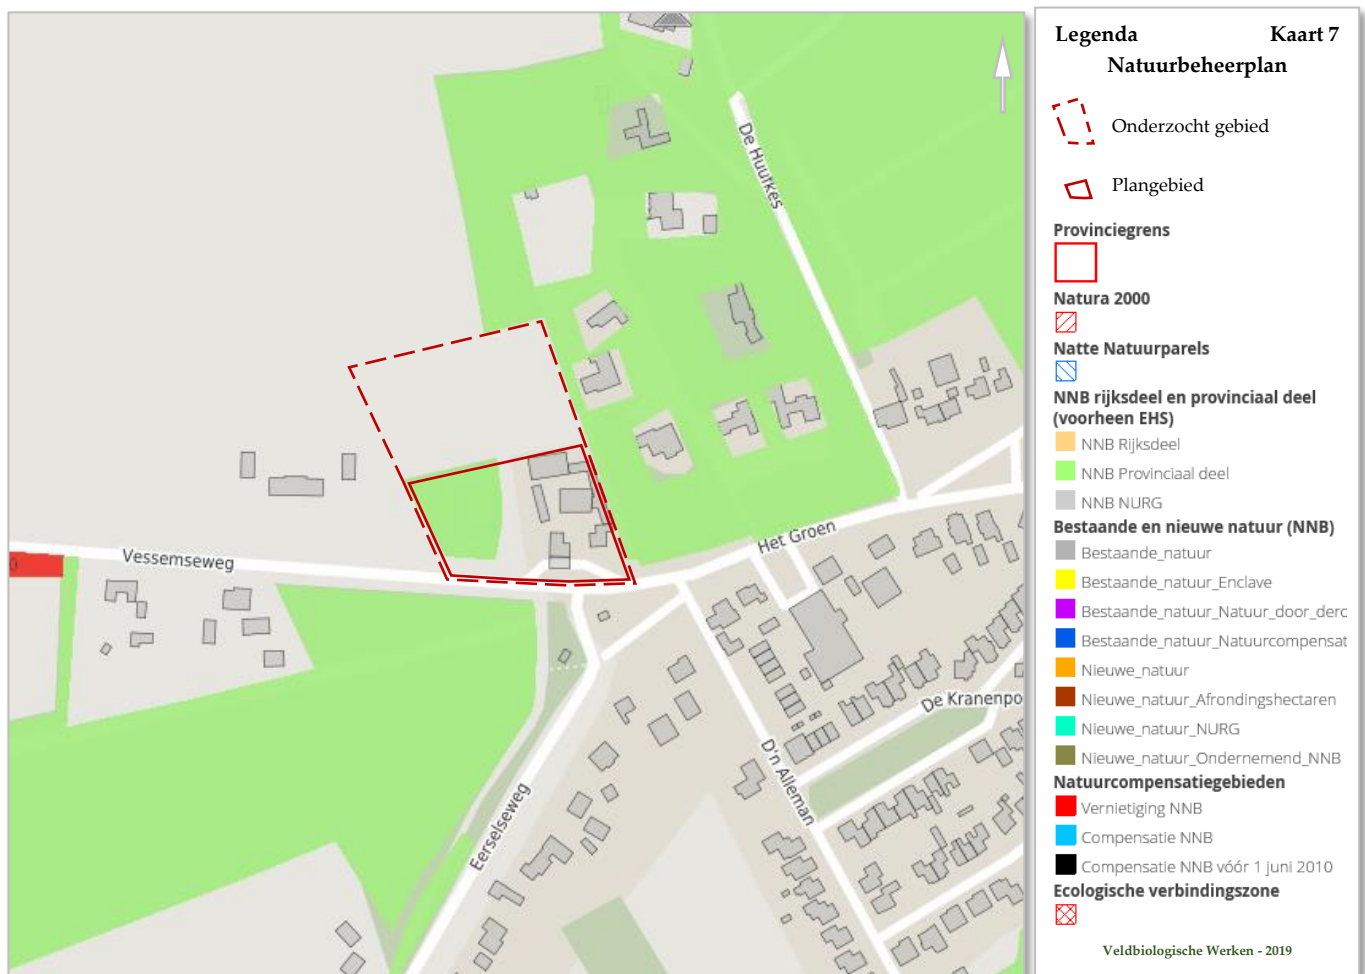 De Huufkes
Het Groen
Vessemseweg
De Kranenpo
D'n Alleman
Eerselseweg
Legenda Kaart 7
Natuurbeheerplan
Onderzocht gebied
Plangebied
Provinciegrens
Natura 2000
Natte Natuurparels
NNB rijksdeel en provinciaal deel
(voorheen EHS)
NNB Rijksdeel
NNB Provinciaal deel
NNB NURG
Bestaande en nieuwe natuur (NNB)
Bestaande_natuur
Bestaande_natuur_Enclave
Bestaande_natuur_Natuur_door_derc
Bestaande_natuur_Natuurcompensat
Nieuwe_natuur
Nieuwe_natuur_Afrondingshectaren
Nieuwe_natuur_NURG
Nieuwe_natuur_Ondernemend_NNB
Natuurcompensatiegebieden
Vernietiging NNB
Compensatie NNB
Compensatie NNB vóór 1 juni 2010
Ecologische verbindingszone
Veldbiologische Werken - 2019